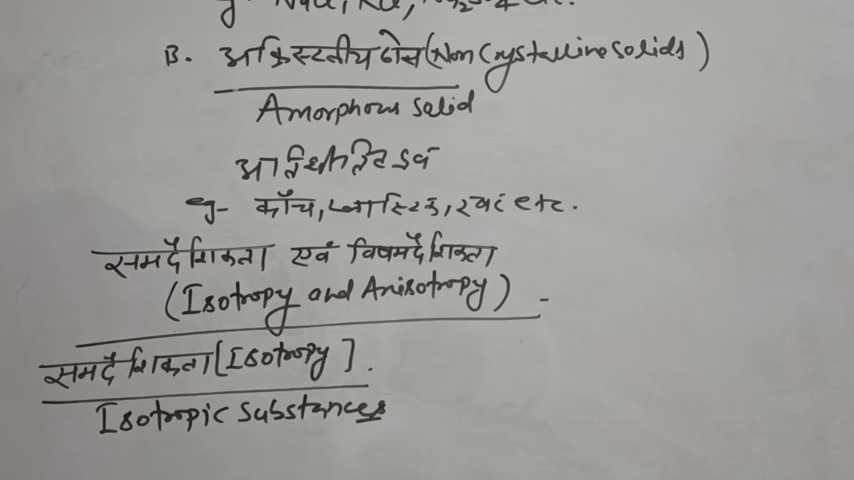 B. अक्रिस्टलीय ठोस (Non Crystalline Solids)
Amorphous Solid
अतिशीतित द्रव
eg- काँच, प्लास्टिक, रबर etc.
समदैशिकता एवं विषमदैशिकता
(Isotropy and Anisotropy) -
समदैशिकता [Isotropy].
Isotropic Substances